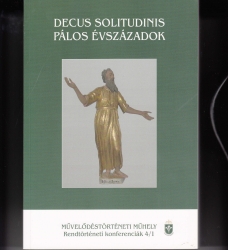 DECUS SOLITUDINIS
PÁLOS ÉVSZÁZADOK
MŰVELŐDÉSTÖRTÉNETI MŰHELY
Rendtörténeti konferenciák 4/1